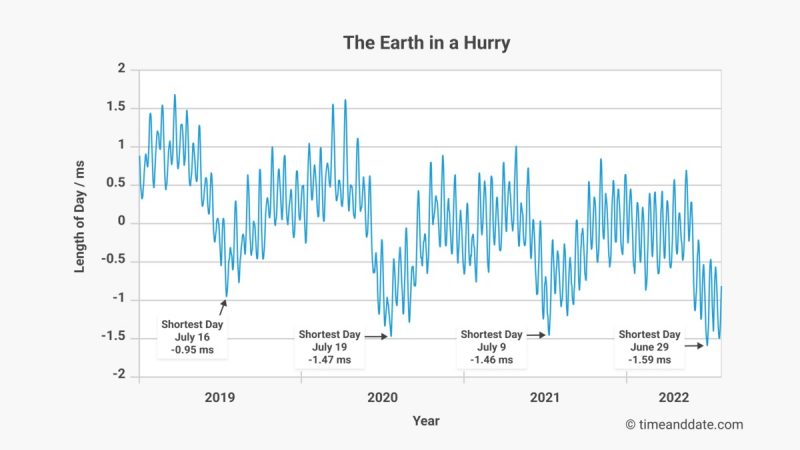 The Earth in a Hurry
Length of Day / ms
2
1.5
1
0.5
0
-0.5
-1
-1.5
-2
Shortest Day
July 16
-0.95 ms
Shortest Day
July 19
-1.47 ms
Shortest Day
July 9
-1.46 ms
Shortest Day
June 29
-1.59 ms
2019
2020
2021
2022
Year
© timeanddate.com